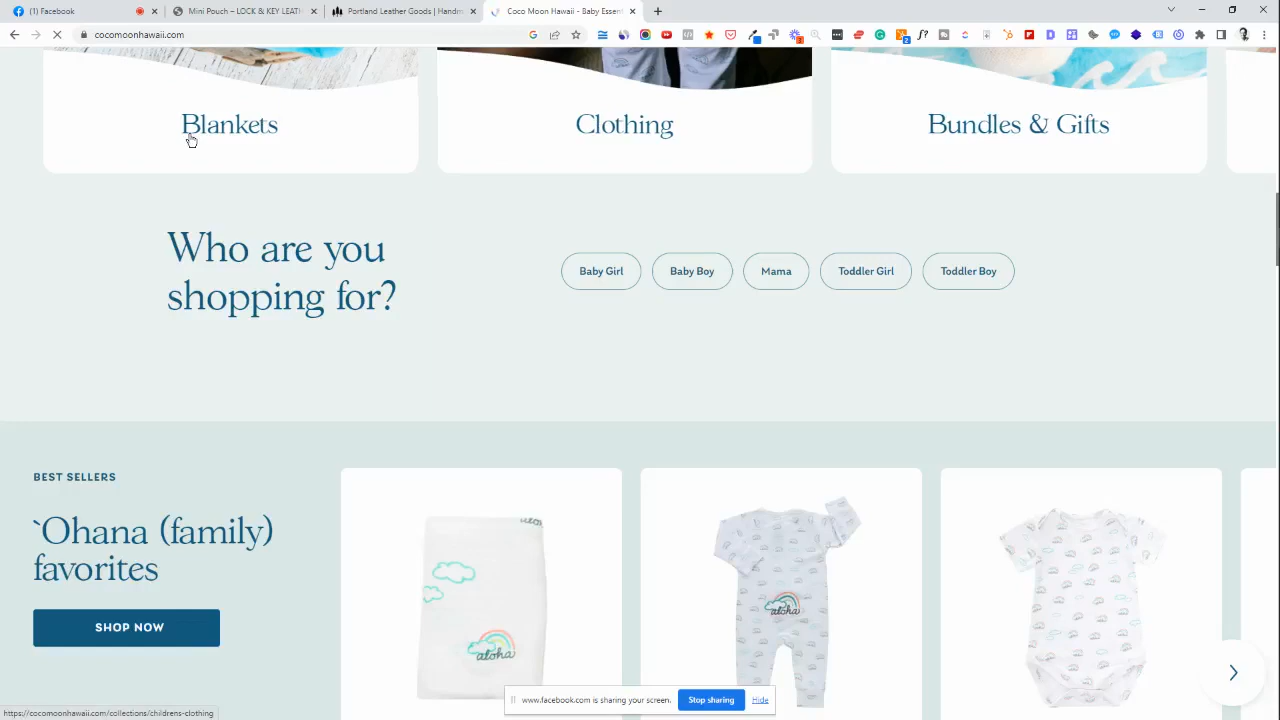 (1) Facebook
Mini Pouch – LOCK & KEY LEATH
Portland Leather Goods | Handm
Coco Moon Hawaii - Baby Essent
cocomoonhawaii.com
Blankets
Clothing
Bundles & Gifts
Who are you
shopping for?
Baby Girl
Baby Boy
Mama
Toddler Girl
Toddler Boy
BEST SELLERS
`Ohana (family)
favorites
SHOP NOW
aloha
aloha
www.facebook.com is sharing your screen.
Stop sharing
Hide
https://cocomoonhawaii.com/collections/childrens-clothing